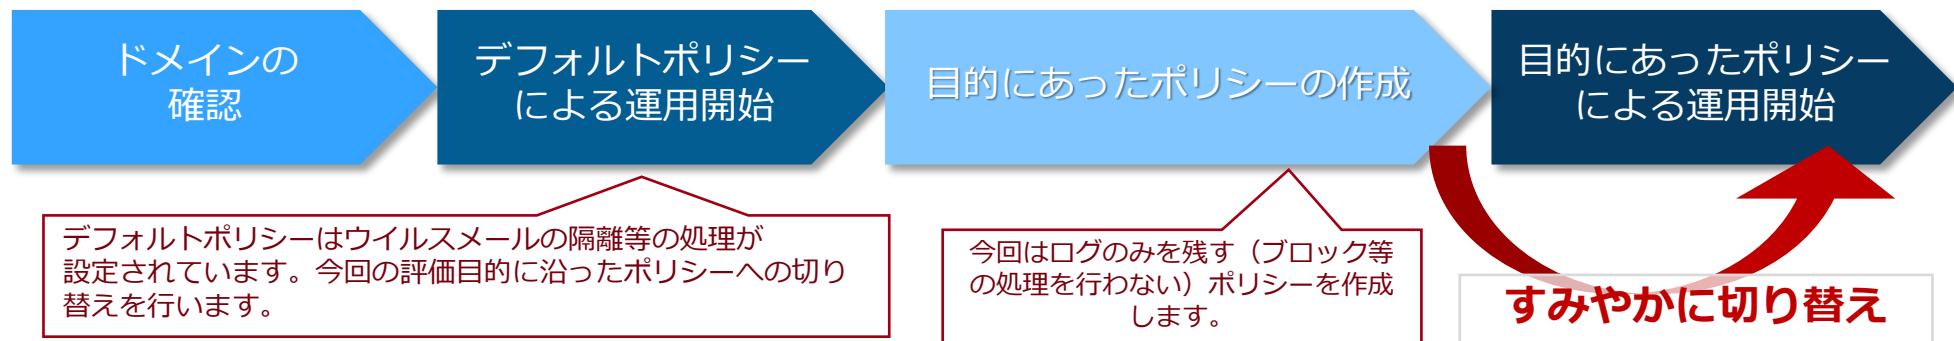 ドメインの
確認
デフォルトポリシー
による運用開始
目的にあったポリシーの作成
目的にあったポリシー
による運用開始
デフォルトポリシーはウイルスメールの隔離等の処理が
設定されています。今回の評価目的に沿ったポリシーへの切り
替えを行います。
今回はログのみを残す（ブロック等
の処理を行わない）ポリシーを作成
します。
すみやかに切り替え